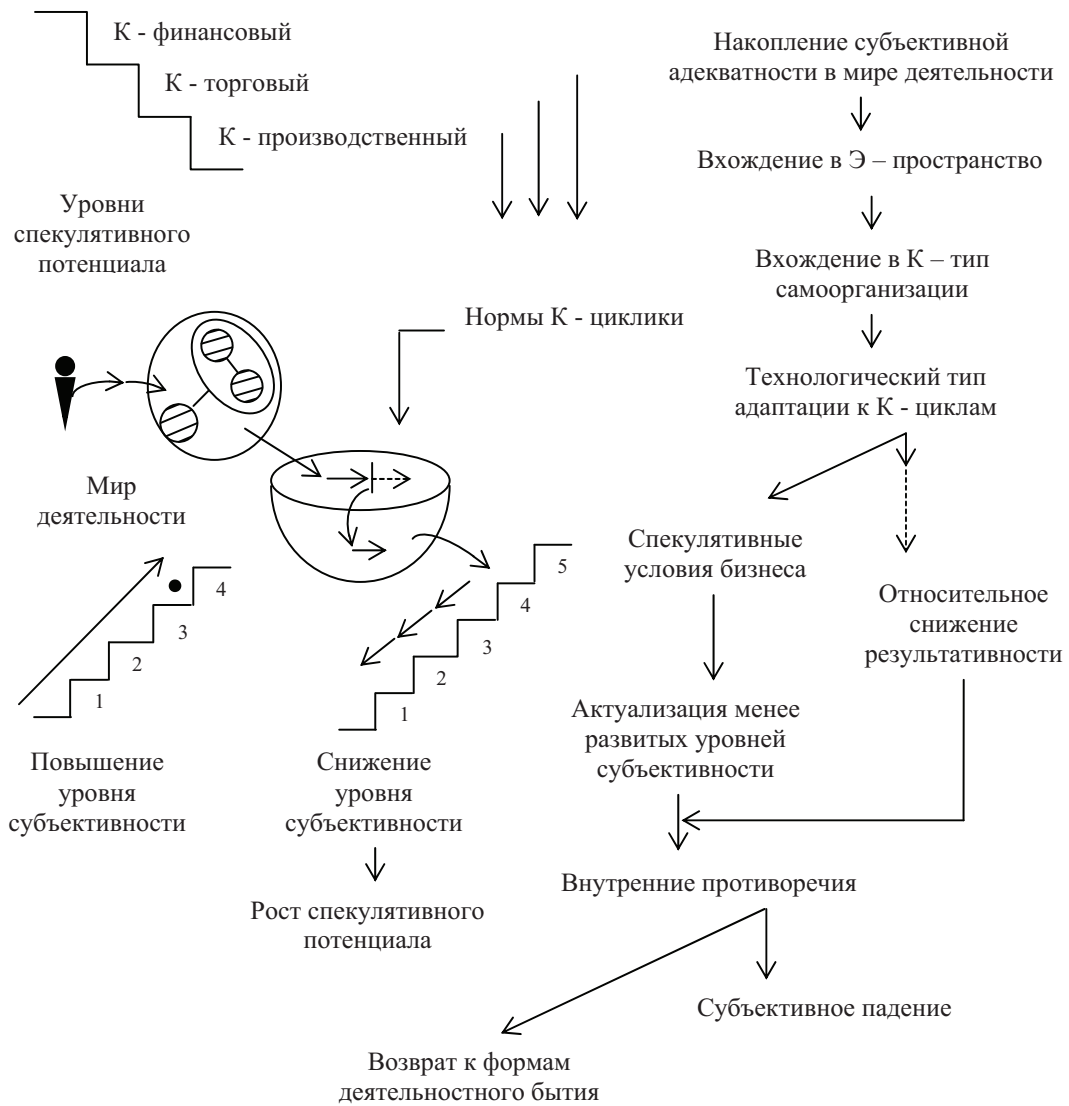 К - финансовый
К - торговый
К - производственный
Уровни
спекулятивного
потенциала
Накопление субъективной
адекватности в мире деятельности
Вхождение в Э – пространство
Вхождение в К – тип
самоорганизации
Нормы К - циклики
Технологический тип
адаптации к К - циклам
Мир
деятельности
Спекулятивные
условия бизнеса
Относительное
снижение
результативности
1
2
3
4
1
2
3
4
5
Повышение
уровня
субъективности
Снижение
уровня
субъективности
Рост спекулятивного
потенциала
Актуализация менее
развитых уровней
субъективности
Внутренние противоречия
Субъективное падение
Возврат к формам
деятельностного бытия